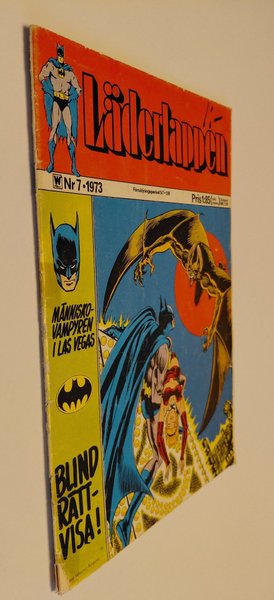 Läderlappen
W Nr 7 • 1973
Pris 1:85
MÄNNISKO-
VAMPYREN
I LAS VEGAS
BLIND
RÄTT-
VISA!